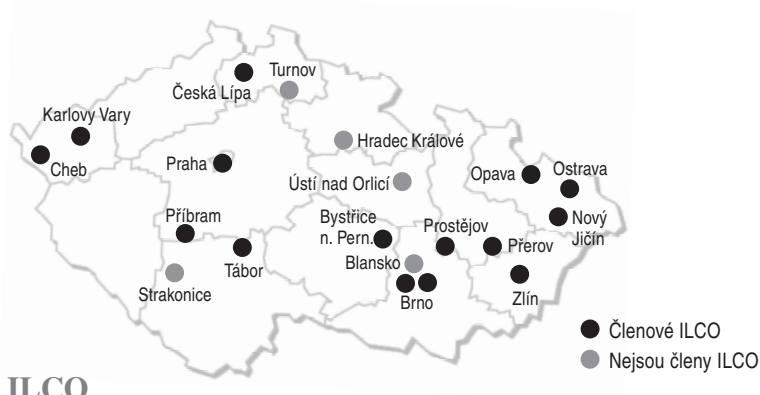 Turnov
Česká Lípa
Karlovy Vary
Hradec Králové
Cheb
Praha
Opava
Ostrava
Ústí nad Orlicí
Příbram
Bystřice
n. Pern.
Prostějov
Nový
Jičín
Přerov
Blansko
Tábor
Strakonice
Brno
Zlín
Členové ILCO
Nejsou členy ILCO
ILCO